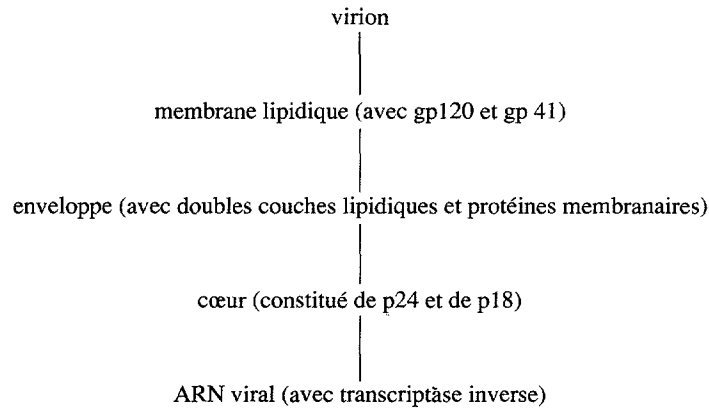 virion
membrane lipidique (avec gp120 et gp 41)
enveloppe (avec doubles couches lipidiques et protéines membranaires)
cœur (constitué de p24 et de p18)
ARN viral (avec transcriptàse inverse)